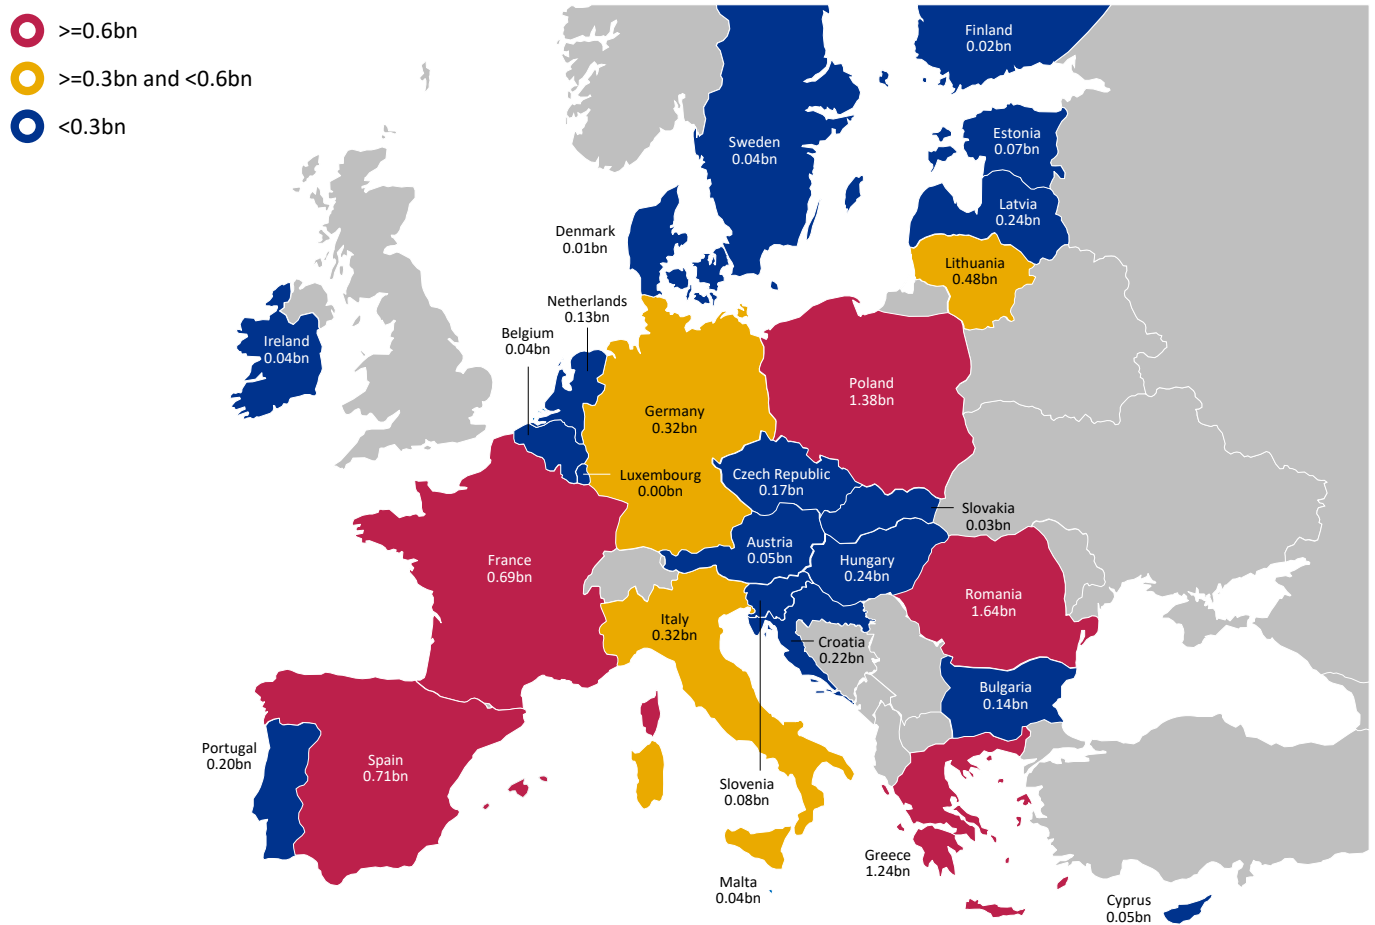 >=0.6bn
>=0.3bn and <0.6bn
<0.3bn
Finland
0.02bn
Sweden
0.04bn
Estonia
0.07bn
Latvia
0.24bn
Denmark
0.01bn
Lithuania
0.48bn
Netherlands
0.13bn
Belgium
0.04bn
Ireland
0.04bn
Poland
1.38bn
Germany
0.32bn
Luxembourg
0.00bn
Czech Republic
0.17bn
Slovakia
0.03bn
Austria
0.05bn
Hungary
0.24bn
France
0.69bn
Romania
1.64bn
Italy
0.32bn
Croatia
0.22bn
Bulgaria
0.14bn
Portugal
0.20bn
Spain
0.71bn
Slovenia
0.08bn
Greece
1.24bn
Malta
0.04bn
Cyprus
0.05bn